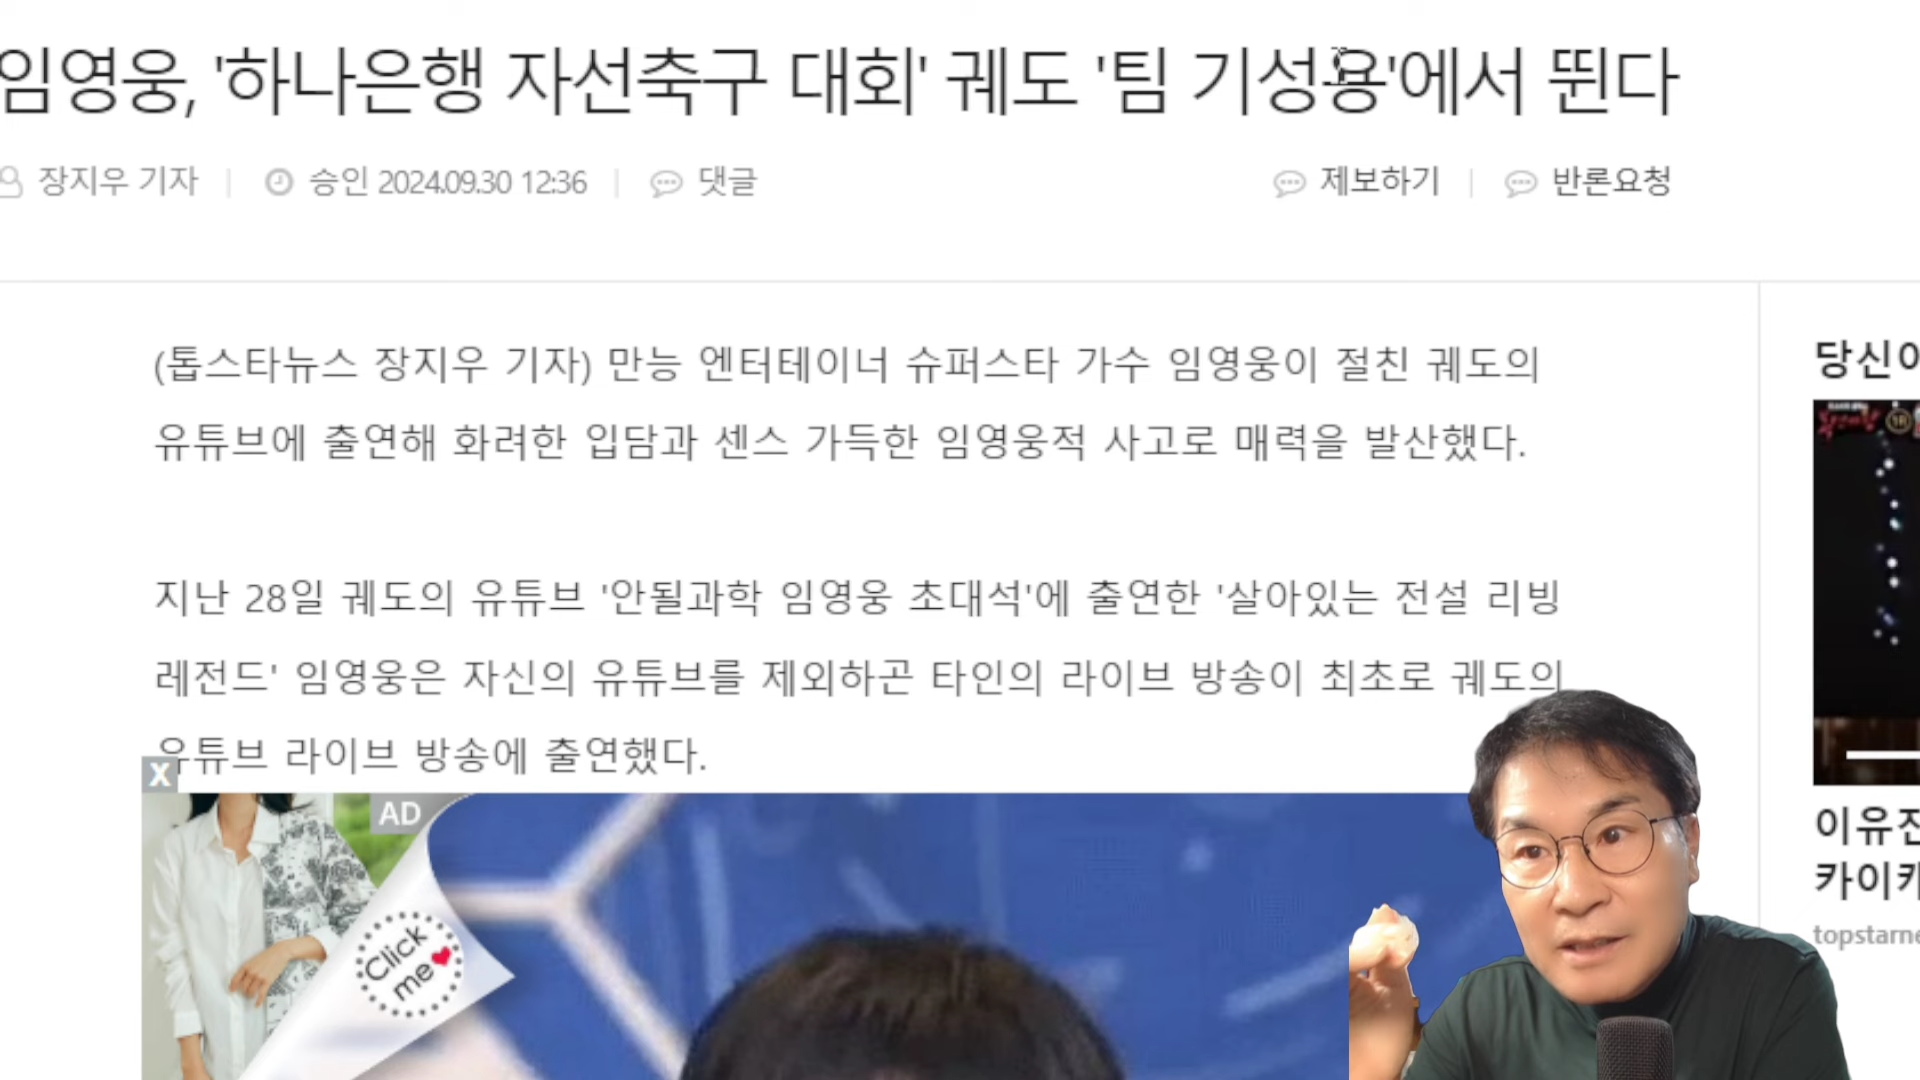 임영웅, '하나은행 자선축구 대회' 궤도 '팀 기성용'에서 뛴다
장지우 기자 | 승인 2024.09.30 12:36 | 댓글
제보하기 | 반론요청
(톱스타뉴스 장지우 기자) 만능 엔터테이너 슈퍼스타 가수 임영웅이 절친 궤도의
유튜브에 출연해 화려한 입담과 센스 가득한 임영웅적 사고로 매력을 발산했다.
지난 28일 궤도의 유튜브 '안될과학 임영웅 초대석'에 출연한 '살아있는 전설 리빙
레전드' 임영웅은 자신의 유튜브를 제외하곤 타인의 라이브 방송이 최초로 궤도의
유튜브 라이브 방송에 출연했다.
X
AD
Click
me
당신이
카이
topstarne